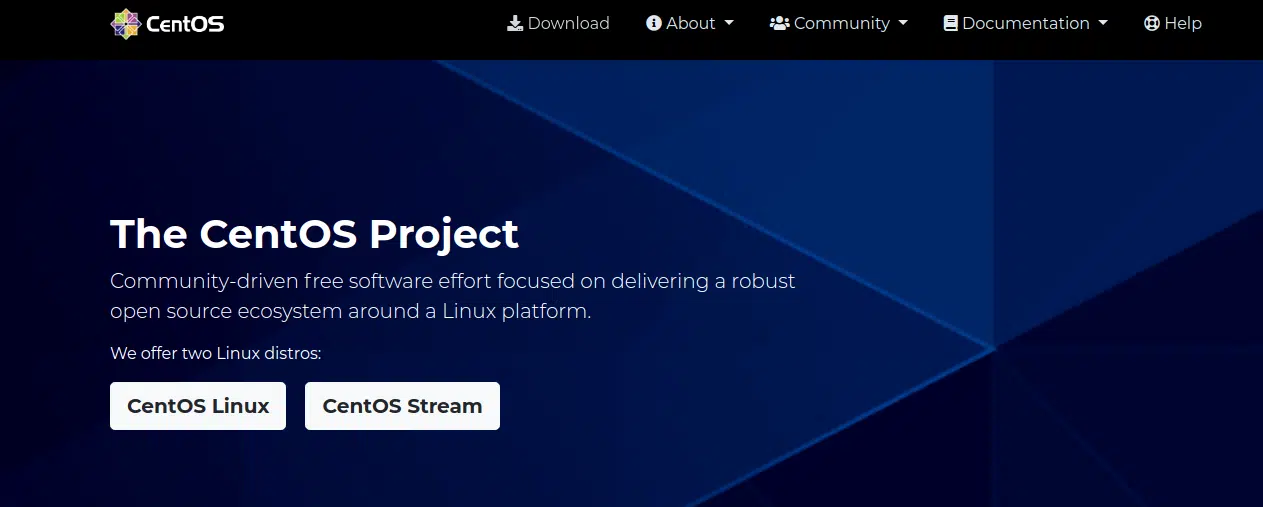 CentOS
Download
About
Community
Documentation
Help
The CentOS Project
Community-driven free software effort focused on delivering a robust
open source ecosystem around a Linux platform.
We offer two Linux distros:
CentOS Linux
CentOS Stream